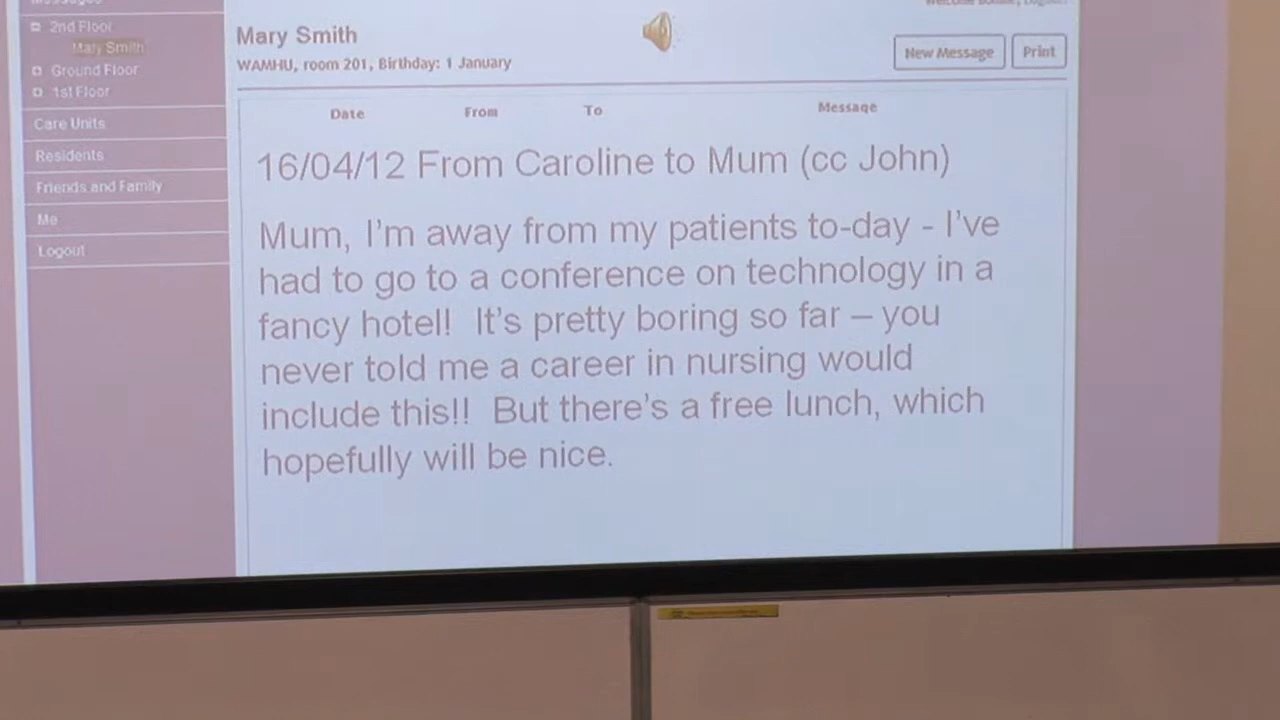 2nd Floor
Mary Smith
Ground Floor
1st Floor
Care Units
Residents
Friends and Family
Me
Logout
Mary Smith
WAMHU, room 201, Birthday: 1 January
New Message
Print
Date From To Message
16/04/12 From Caroline to Mum (cc John)
Mum, I'm away from my patients to-day - I've
had to go to a conference on technology in a
fancy hotel! It's pretty boring so far – you
never told me a career in nursing would
include this!! But there's a free lunch, which
hopefully will be nice.